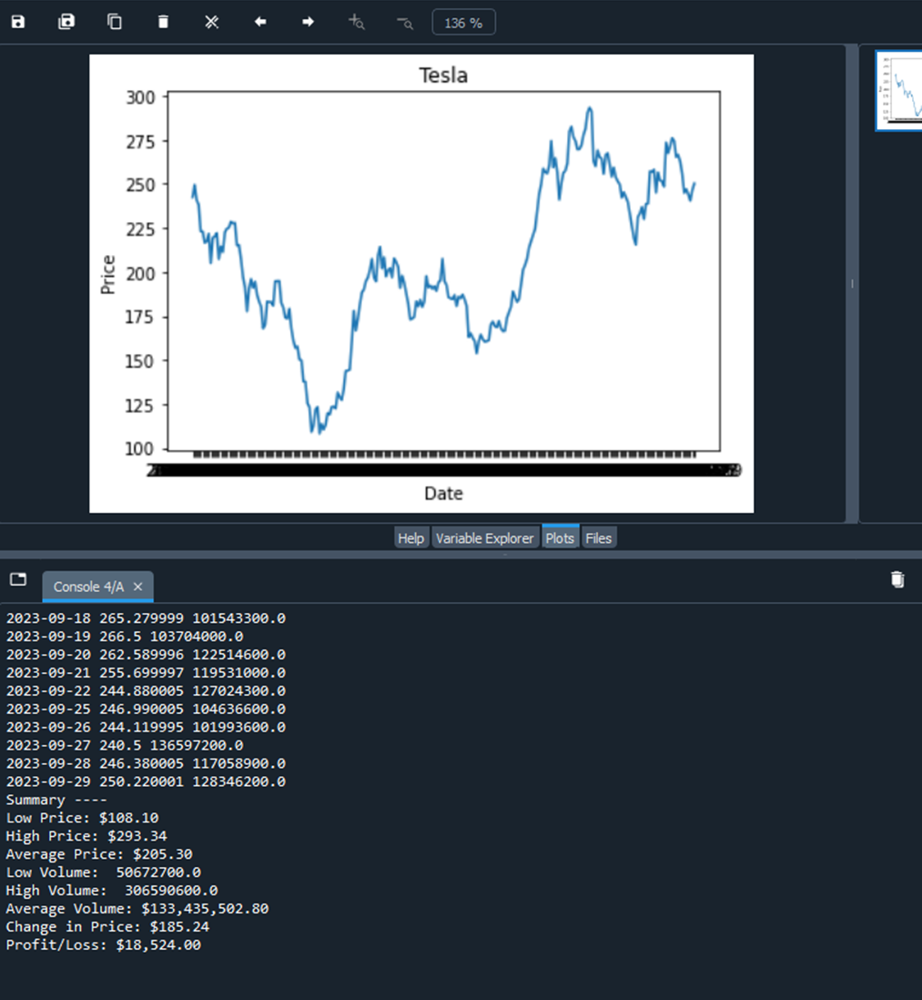 136 %
Tesla
300
275
250
225
200
175
150
125
100
Price
Date
Help Variable Explorer Plots Files
Console 4/A
2023-09-18 265.279999 101543300.0
2023-09-19 266.5 103704000.0
2023-09-20 262.589996 122514600.0
2023-09-21 255.699997 119531000.0
2023-09-22 244.880005 127024300.0
2023-09-25 246.990005 104636600.0
2023-09-26 244.119995 101993600.0
2023-09-27 240.5 136597200.0
2023-09-28 246.380005 117058900.0
2023-09-29 250.220001 128346200.0
Summary ----
Low Price: $108.10
High Price: $293.34
Average Price: $205.30
Low Volume:  50672700.0
High Volume:  306590600.0
Average Volume: $133,435,502.80
Change in Price: $185.24
Profit/Loss: $18,524.00